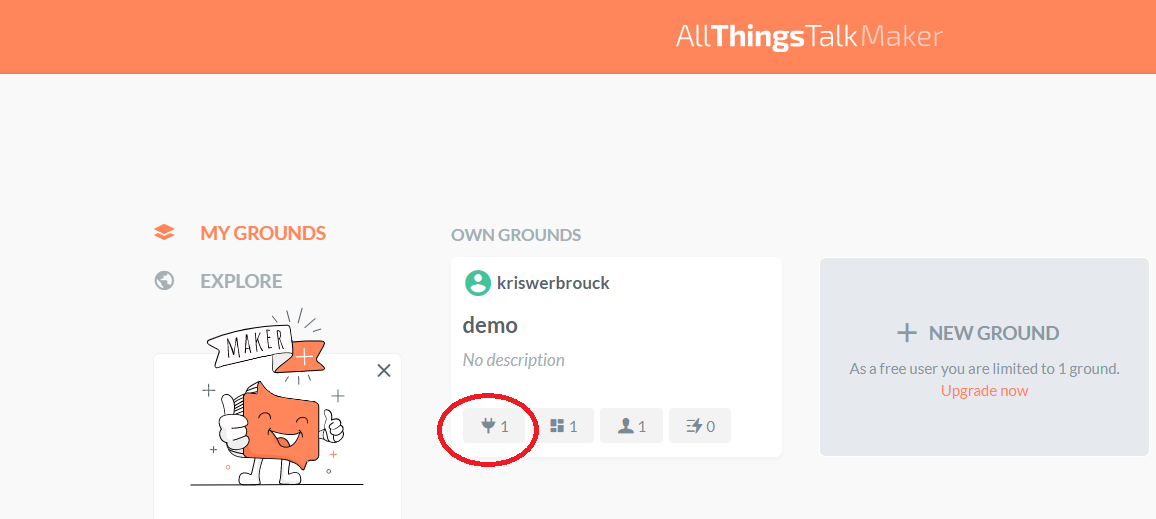 AllThingsTalkMaker
MY GROUNDS
EXPLORE
MAKER
OWN GROUNDS
kriswerbrouck
demo
No description
1
1
1
0
NEW GROUND
As a free user you are limited to 1 ground.
Upgrade now